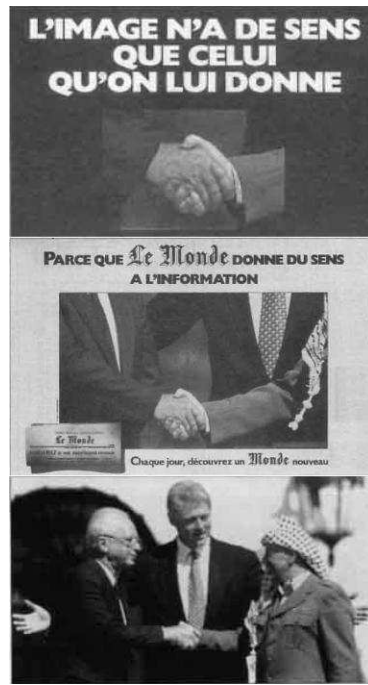 L'IMAGE N'A DE SENS
QUE CELUI
QU'ON LUI DONNE
PARCE QUE Le Monde DONNE DU SENS
A L'INFORMATION
Le Monde
Chaque jour, découvrez un Monde nouveau